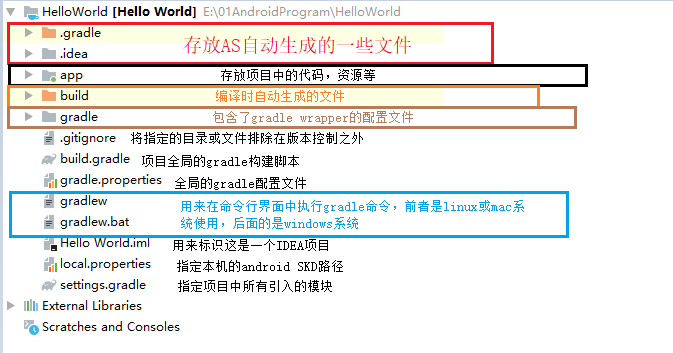 HelloWorld [Hello World] E:\01AndroidProgram\HelloWorld
.gradle
.idea
存放AS自动生成的一些文件
app 存放项目中的代码，资源等
build 编译时自动生成的文件
gradle 包含了gradle wrapper的配置文件
.gitignore 将指定的目录或文件排除在版本控制之外
build.gradle 项目全局的gradle构建脚本
gradle.properties 全局的gradle配置文件
gradlew
gradlew.bat
用来在命令行界面中执行gradle命令，前者是linux或mac系
统使用，后面的是windows系统
Hello World.iml 用来标识这是一个IDEA项目
local.properties 指定本机的android SKD路径
settings.gradle 指定项目中所有引入的模块
External Libraries
Scratches and Consoles